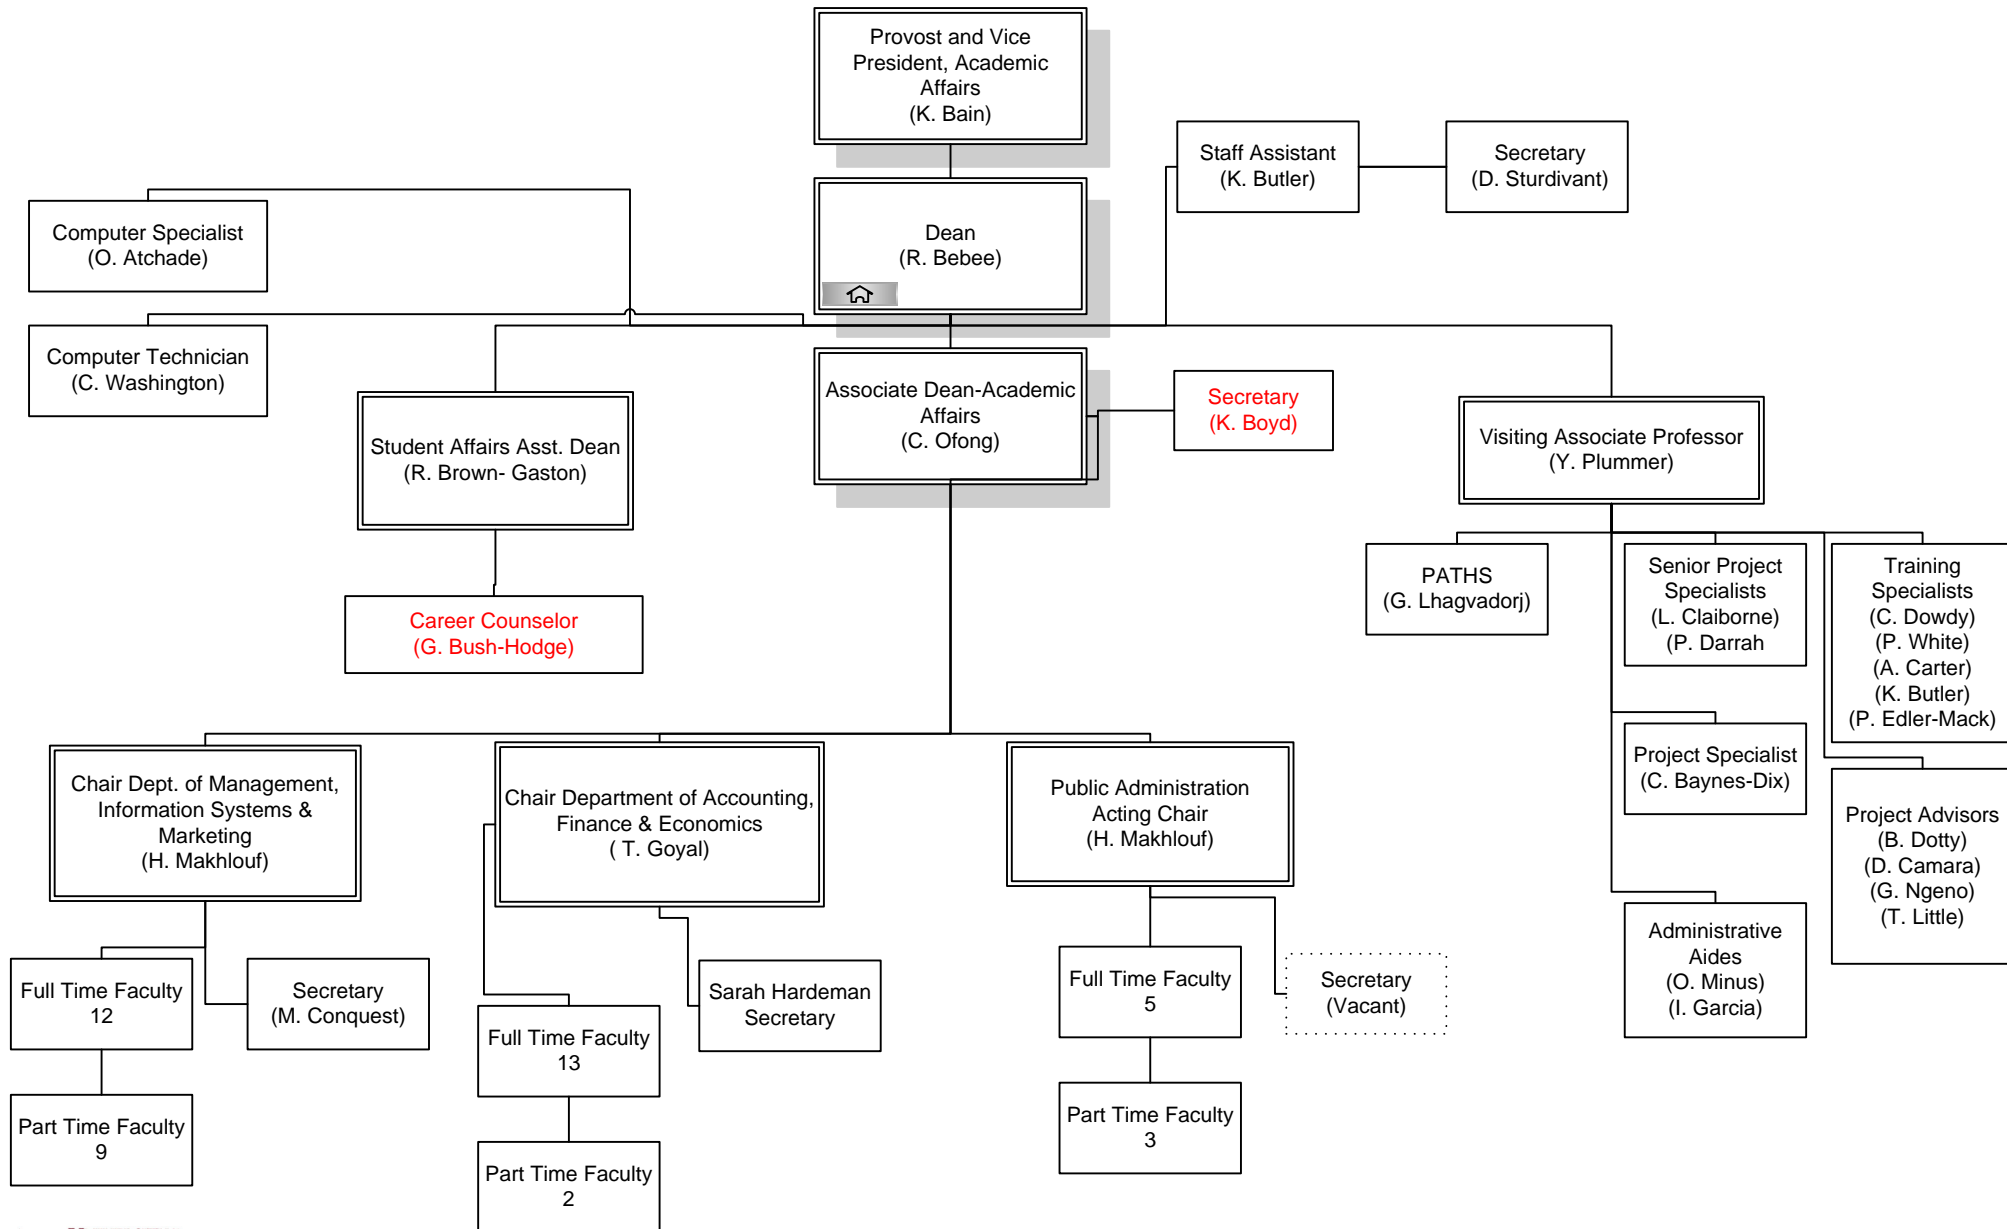 Provost and Vice
President, Academic
Affairs
(K. Bain)
Staff Assistant
(K. Butler)
Secretary
(D. Sturdivant)
Computer Specialist
(O. Atchade)
Dean
(R. Bebee)
Computer Technician
(C. Washington)
Student Affairs Asst. Dean
(R. Brown- Gaston)
Associate Dean-Academic
Affairs
(C. Ofong)
Secretary
(K. Boyd)
Visiting Associate Professor
(Y. Plummer)
Career Counselor
(G. Bush-Hodge)
PATHS
(G. Lhagvadorj)
Senior Project
Specialists
(L. Claiborne)
(P. Darrah
Training
Specialists
(C. Dowdy)
(P. White)
(A. Carter)
(K. Butler)
(P. Edler-Mack)
Project Specialist
(C. Baynes-Dix)
Project Advisors
(B. Dotty)
(D. Camara)
(G. Ngeno)
(T. Little)
Administrative
Aides
(O. Minus)
(I. Garcia)
Chair Dept. of Management,
Information Systems &
Marketing
(H. Makhlouf)
Chair Department of Accounting,
Finance & Economics
( T. Goyal)
Public Administration
Acting Chair
(H. Makhlouf)
Full Time Faculty
12
Secretary
(M. Conquest)
Part Time Faculty
9
Full Time Faculty
13
Sarah Hardeman
Secretary
Part Time Faculty
2
Full Time Faculty
5
Secretary
(Vacant)
Part Time Faculty
3